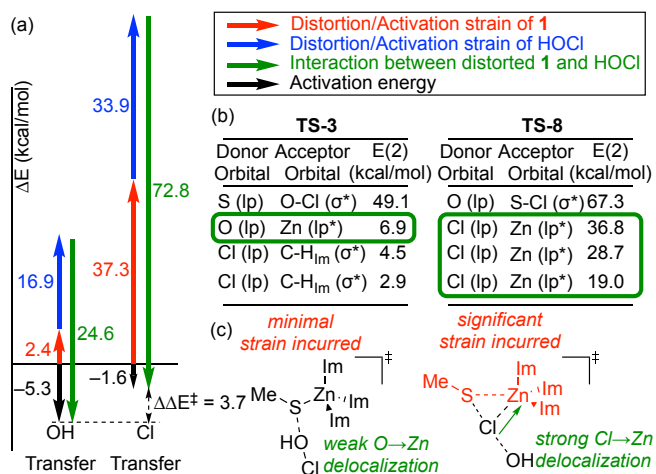 (a)
Distortion/Activation strain of 1
Distortion/Activation strain of HOCl
Interaction between distorted 1 and HOCl
Activation energy
ΔE (kcal/mol)
33.9
72.8
37.3
16.9
24.6
2.4
–5.3
–1.6
ΔΔE‡ = 3.7
OH
Transfer
Cl
Transfer
(b)
TS-3
Donor Acceptor E(2)
Orbital Orbital (kcal/mol)
S (lp) O-Cl (σ*) 49.1
O (lp) Zn (lp*) 6.9
Cl (lp) C-HIm (σ*) 4.5
Cl (lp) C-HIm (σ*) 2.9
TS-8
Donor Acceptor E(2)
Orbital Orbital (kcal/mol)
O (lp) S-Cl (σ*) 67.3
Cl (lp) Zn (lp*) 36.8
Cl (lp) Zn (lp*) 28.7
Cl (lp) Zn (lp*) 19.0
(c)
minimal
strain incurred
‡
Im
Me
Zn
Im
S
Im
HO
Cl
weak O→Zn
delocalization
significant
strain incurred
‡
Im
Me
S
Zn
Im
Im
Cl
OH
strong Cl→Zn
delocalization